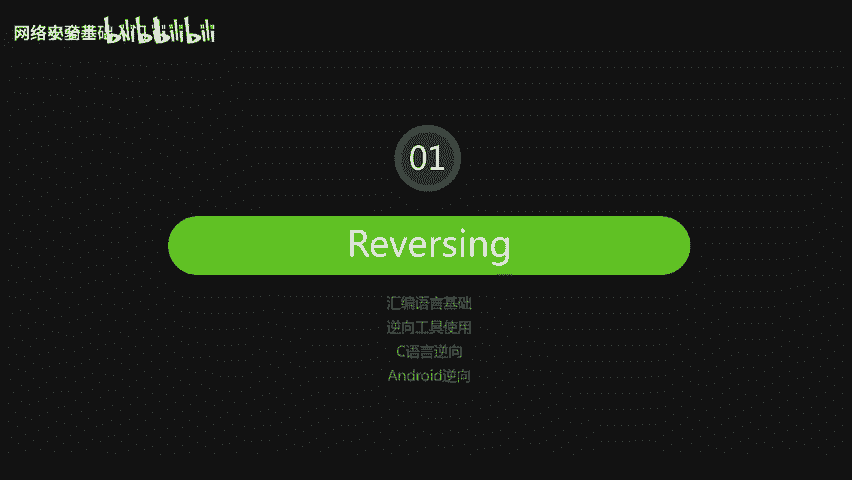 网络安全基础入门
bilibili
01
Reversing
汇编语言基础
逆向工具使用
C语言逆向
Android逆向